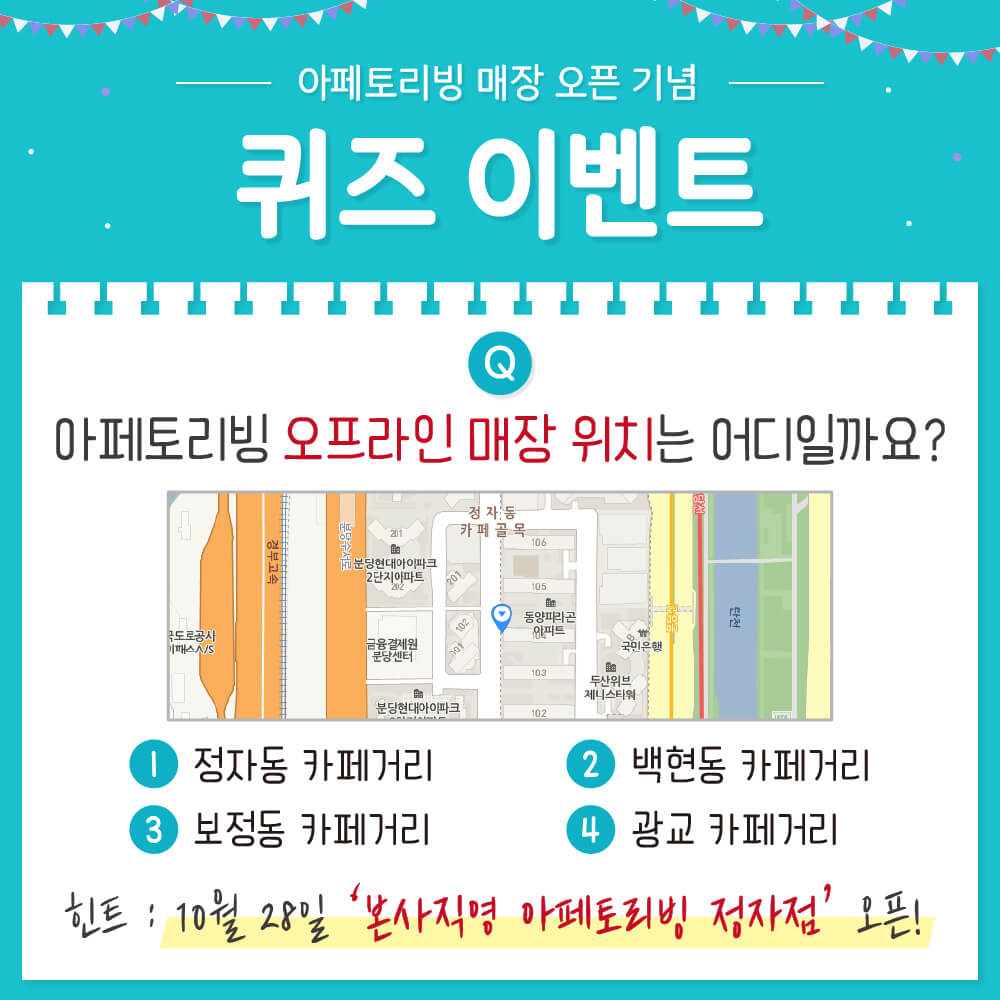 아페토리빙 매장 오픈 기념
퀴즈 이벤트
Q
아페토리빙 오프라인 매장 위치는 어디일까요?
정자동
카페골목
201
106
경부고속
분당수서로
분당현대아이파크
2단지아파트
202
201
105
동양파라곤
아파트
104
102
101
금융결제원
분당센터
국민은행
103
두산위브
제니스타워
분당현대아이파크
102
탄천
1 정자동 카페거리
2 백현동 카페거리
3 보정동 카페거리
4 광교 카페거리
힌트 : 10월 28일 ‘본사직영 아페토리빙 정자점’ 오픈!